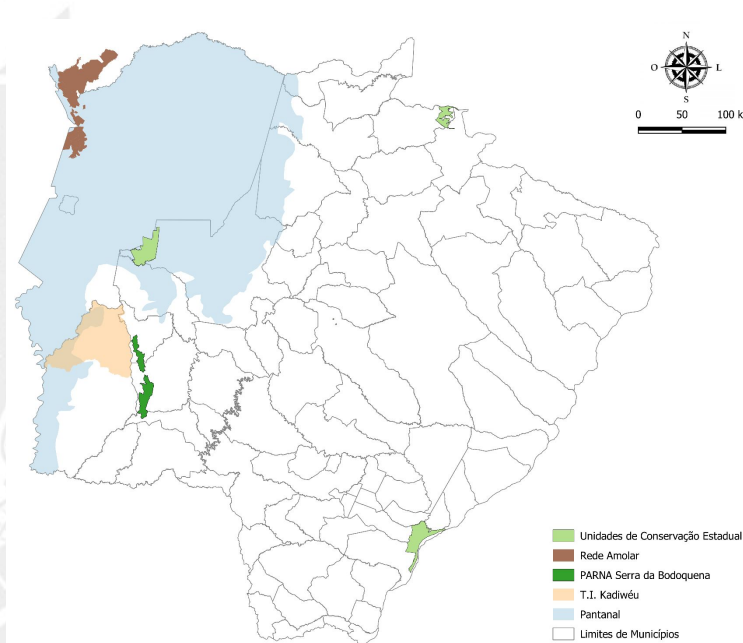 N
O
L
S
0 50 100 k
Unidades de Conservação Estadual
Rede Amolar
PARNA Serra da Bodoquena
T.I. Kadiwéu
Pantanal
Limites de Municípios